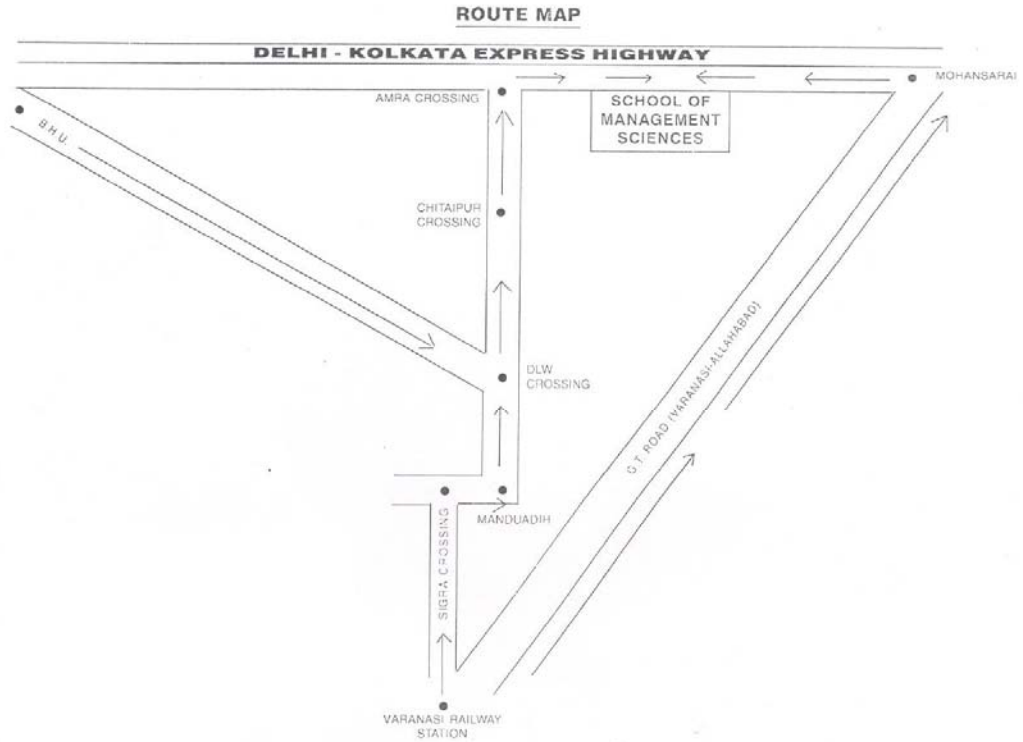 ROUTE MAP
DELHI - KOLKATA EXPRESS HIGHWAY
MOHANSARAI
AMRA CROSSING
SCHOOL OF
MANAGEMENT
SCIENCES
B.H.U.
CHITAIPUR
CROSSING
DLW
CROSSING
G.T. ROAD (VARANASI-ALLAHABAD)
MANDUADIH
SIGRA CROSSING
VARANASI RAILWAY
STATION